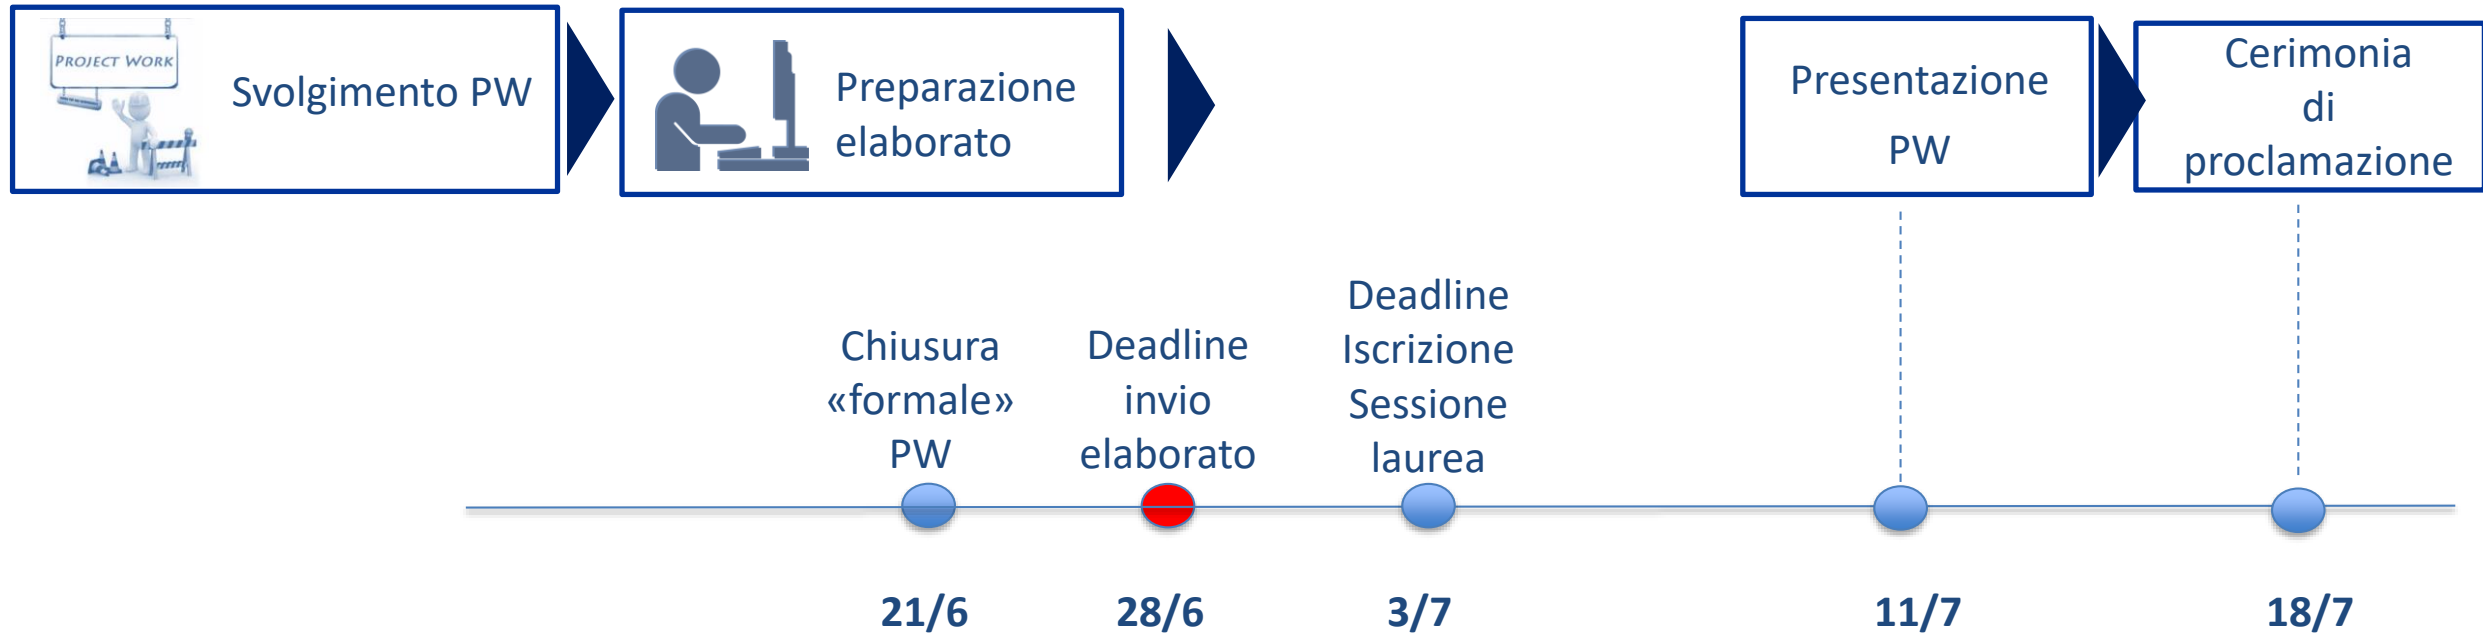 PROJECT WORK
Svolgimento PW
Preparazione
elaborato
Presentazione
PW
Cerimonia
di
proclamazione
Chiusura
«formale»
PW
Deadline
invio
elaborato
Deadline
Iscrizione
Sessione
laurea
21/6
28/6
3/7
11/7
18/7